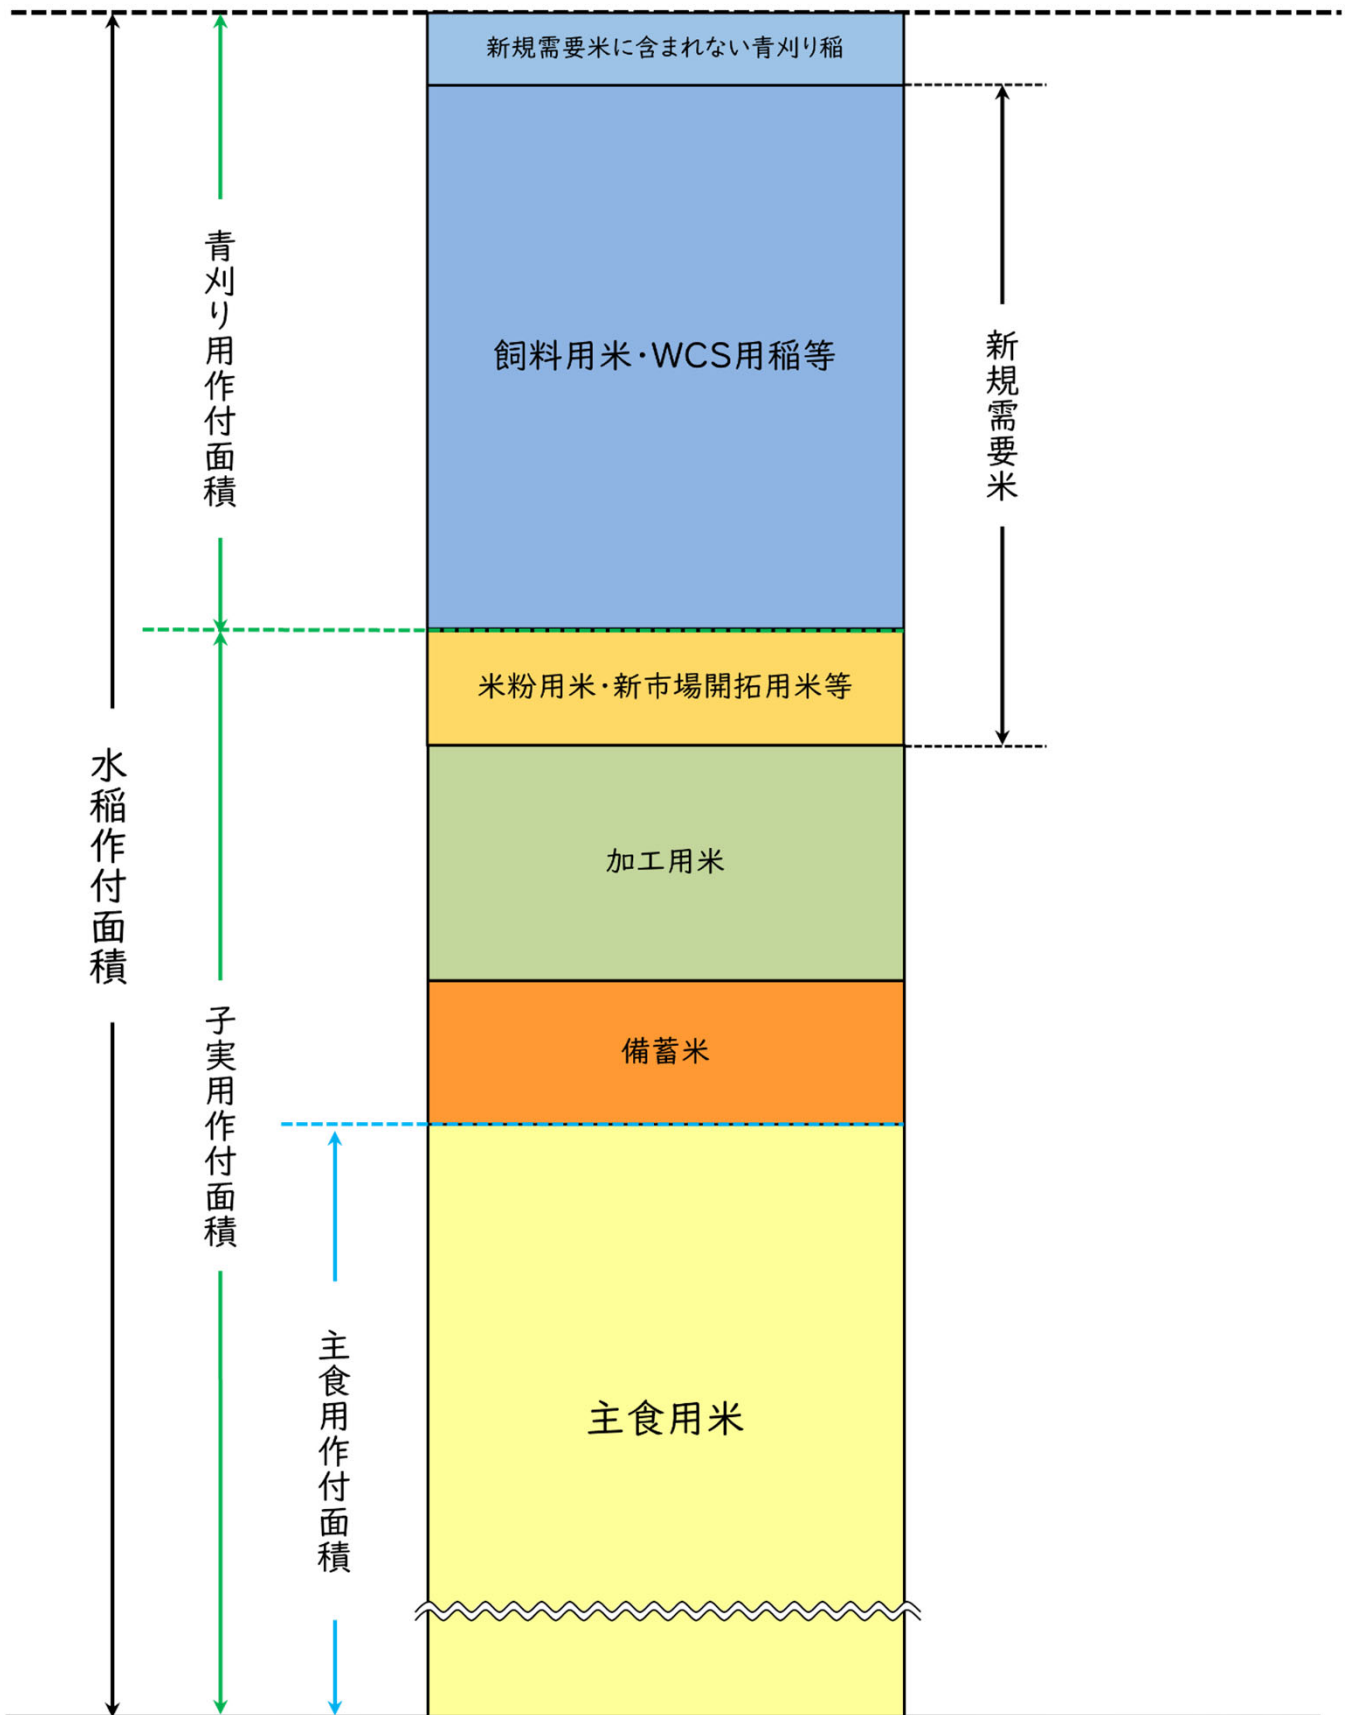 新規需要米に含まれない青刈り稲
飼料用米・WCS用稲等
米粉用米・新市場開拓用米等
加工用米
備蓄米
主食用米
水稲作付面積
青刈り用作付面積
子実用作付面積
主食用作付面積
新規需要米